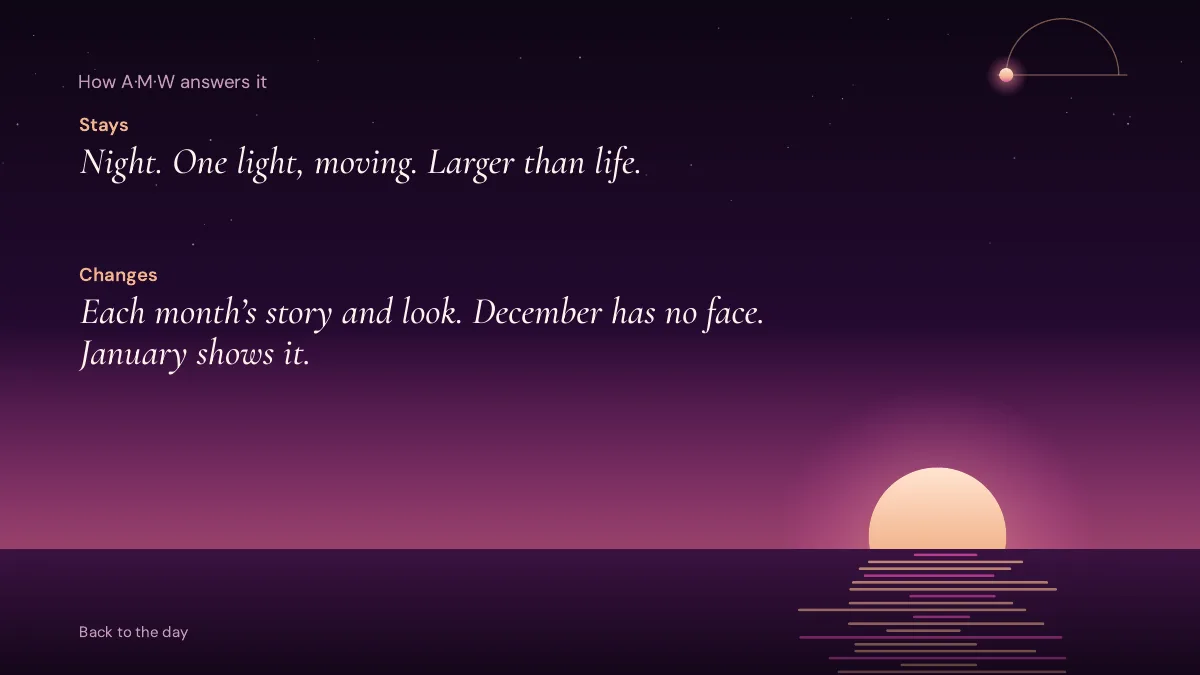 How A·M·W answers it
Stays
Night. One light, moving. Larger than life.
Changes
Each month’s story and look. December has no face.
January shows it.
Back to the day